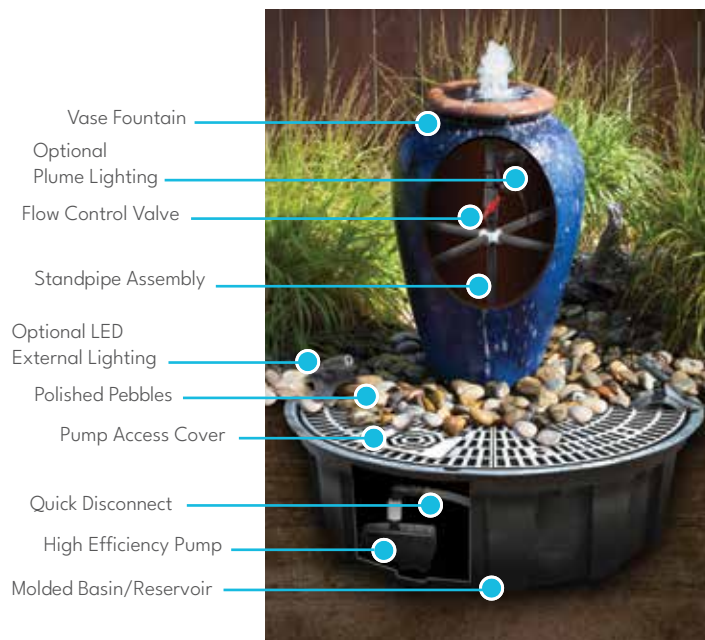 Vase Fountain
Optional
Plume Lighting
Flow Control Valve
Standpipe Assembly
Optional LED
External Lighting
Polished Pebbles
Pump Access Cover
Quick Disconnect
High Efficiency Pump
Molded Basin/Reservoir